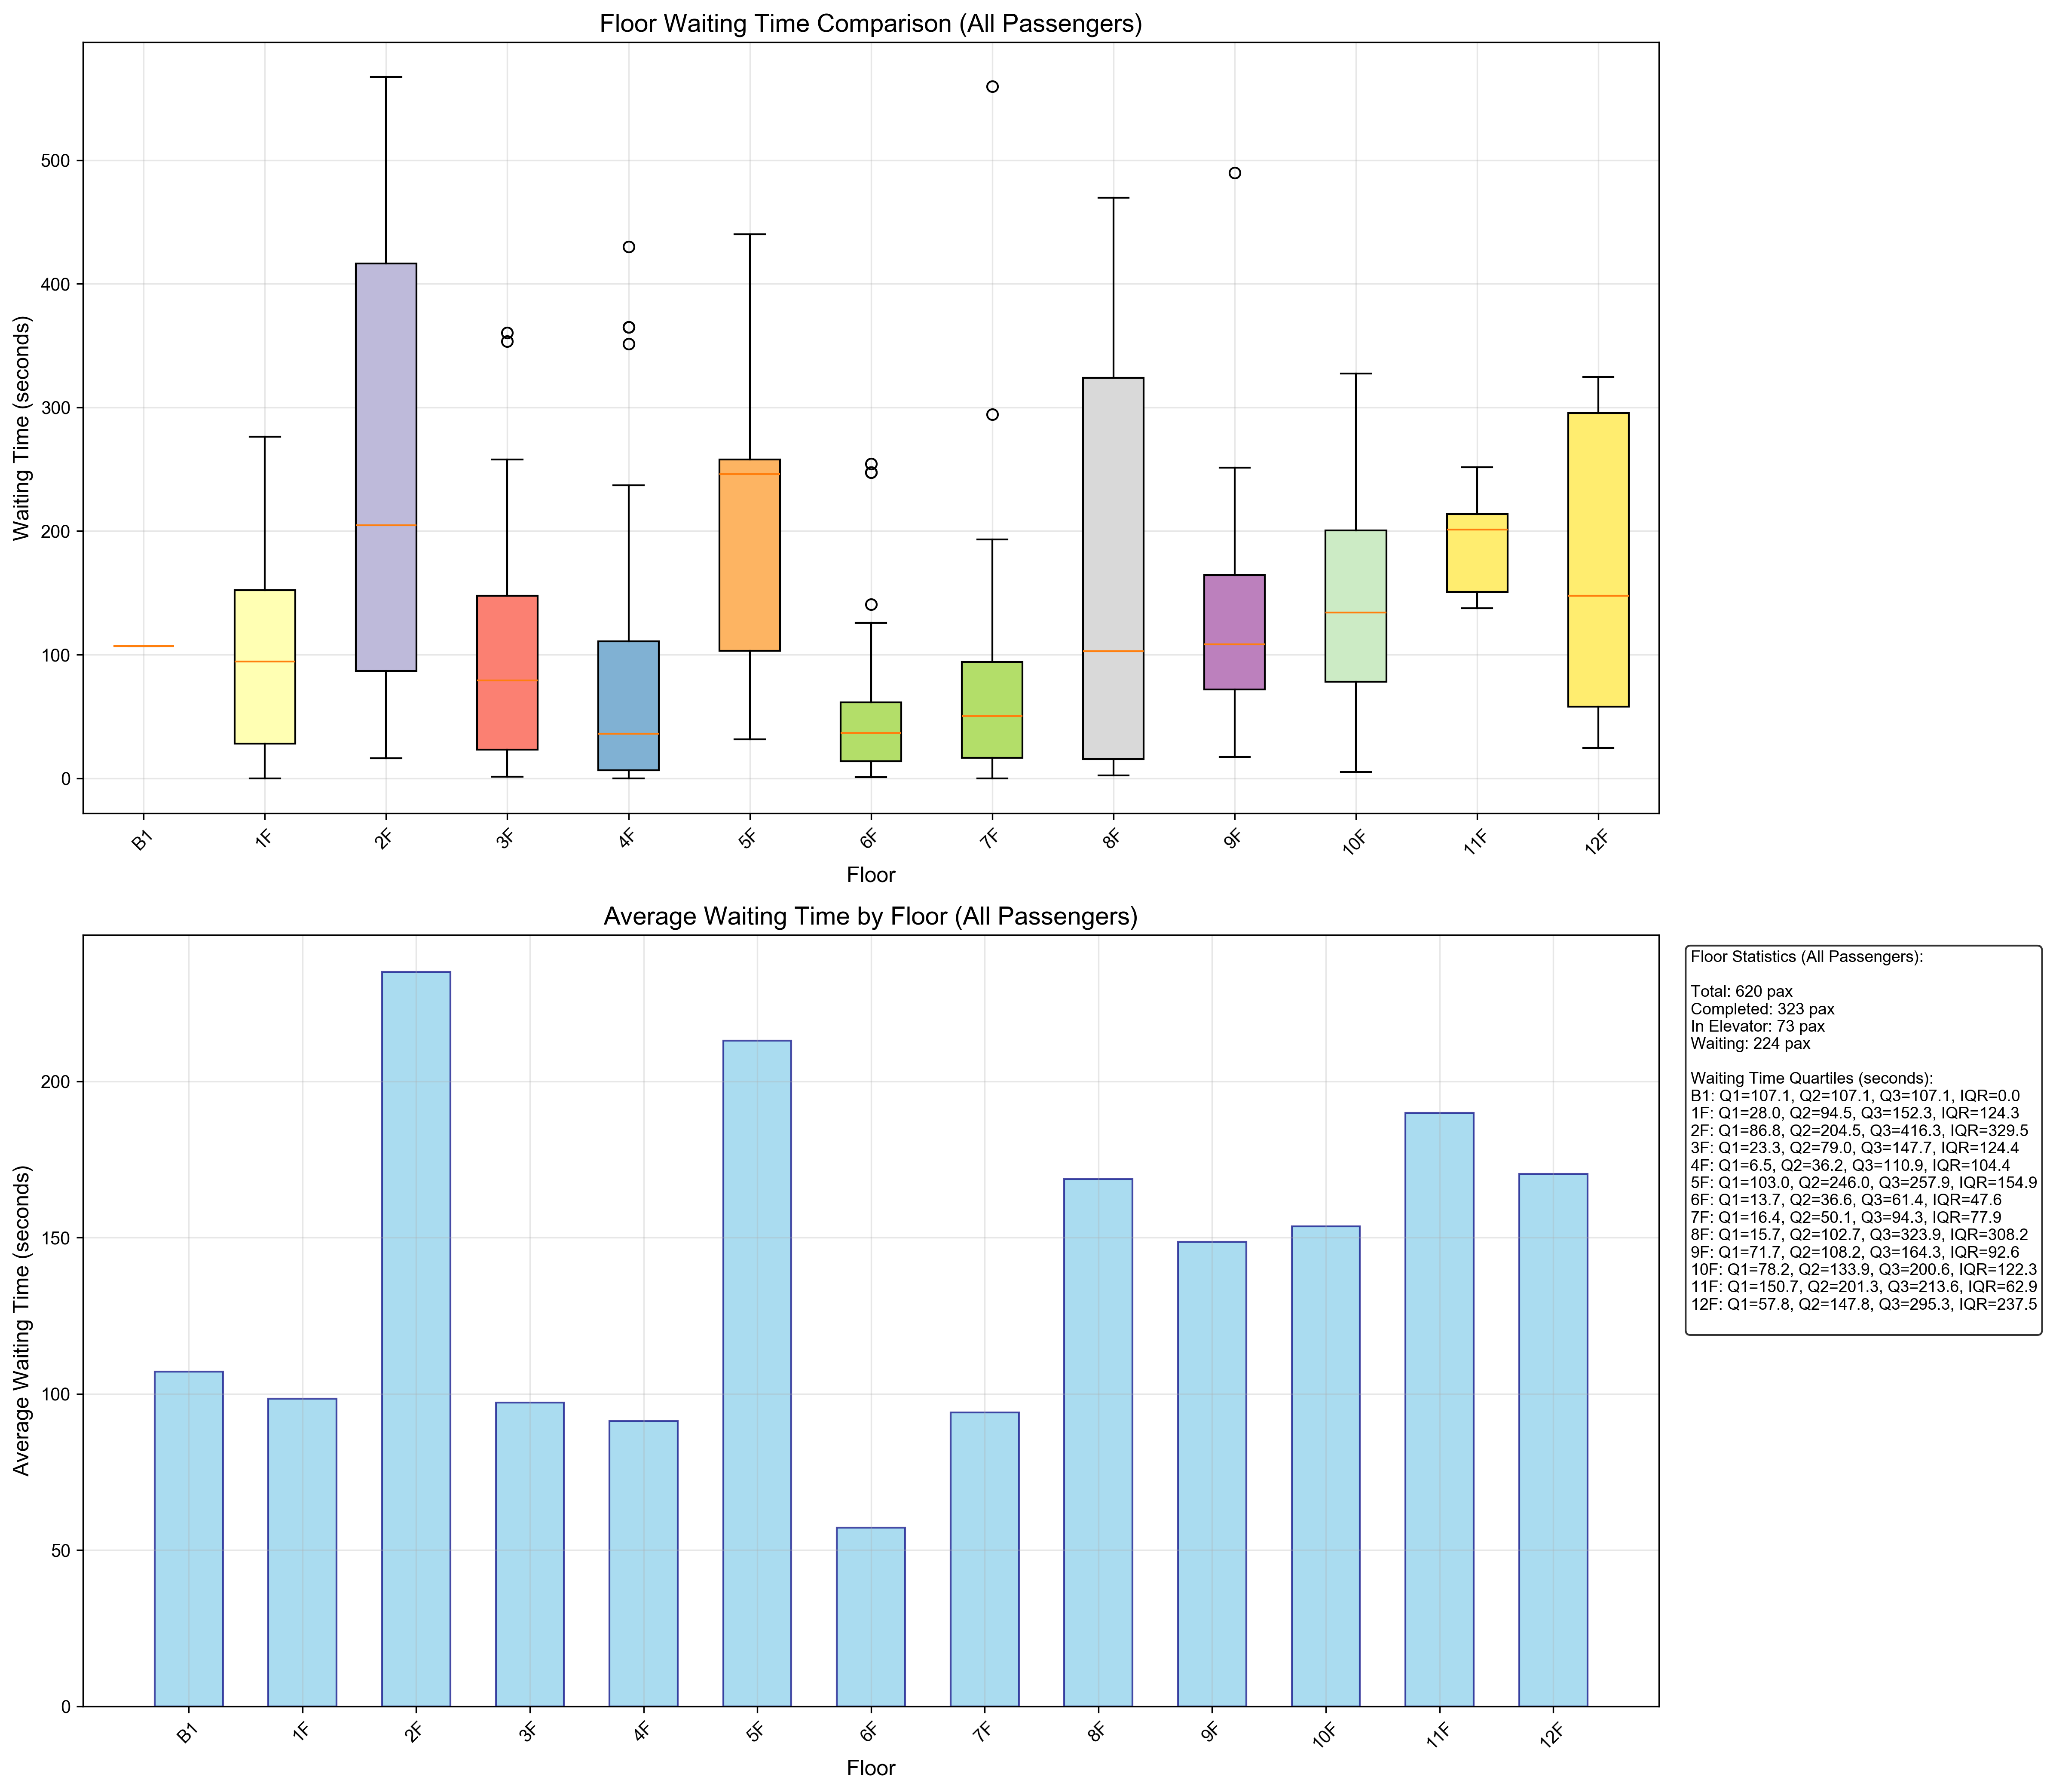 Floor Waiting Time Comparison (All Passengers)
Waiting Time (seconds)
500
400
300
200
100
0
B1 1F 2F 3F 4F 5F 6F 7F 8F 9F 10F 11F 12F
Floor
Average Waiting Time by Floor (All Passengers)
Average Waiting Time (seconds)
200
150
100
50
0
B1 1F 2F 3F 4F 5F 6F 7F 8F 9F 10F 11F 12F
Floor
Floor Statistics (All Passengers):
Total: 620 pax
Completed: 323 pax
In Elevator: 73 pax
Waiting: 224 pax
Waiting Time Quartiles (seconds):
B1: Q1=107.1, Q2=107.1, Q3=107.1, IQR=0.0
1F: Q1=28.0, Q2=94.5, Q3=152.3, IQR=124.3
2F: Q1=86.8, Q2=204.5, Q3=416.3, IQR=329.5
3F: Q1=23.3, Q2=79.0, Q3=147.7, IQR=124.4
4F: Q1=6.5, Q2=36.2, Q3=110.9, IQR=104.4
5F: Q1=103.0, Q2=246.0, Q3=257.9, IQR=154.9
6F: Q1=13.7, Q2=36.6, Q3=61.4, IQR=47.6
7F: Q1=16.4, Q2=50.1, Q3=94.3, IQR=77.9
8F: Q1=15.7, Q2=102.7, Q3=323.9, IQR=308.2
9F: Q1=71.7, Q2=108.2, Q3=164.3, IQR=92.6
10F: Q1=78.2, Q2=133.9, Q3=200.6, IQR=122.3
11F: Q1=150.7, Q2=201.3, Q3=213.6, IQR=62.9
12F: Q1=57.8, Q2=147.8, Q3=295.3, IQR=237.5